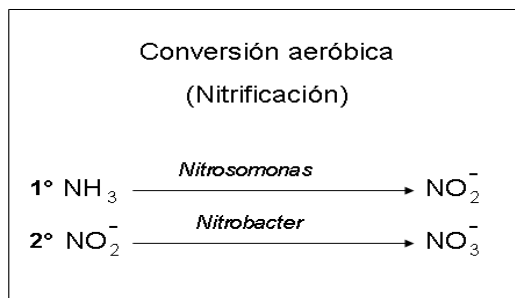 Conversión aeróbica
(Nitrificación)
Nitrosomonas
1° NH₃ NO₂⁻
Nitrobacter
2° NO₂⁻ NO₃⁻